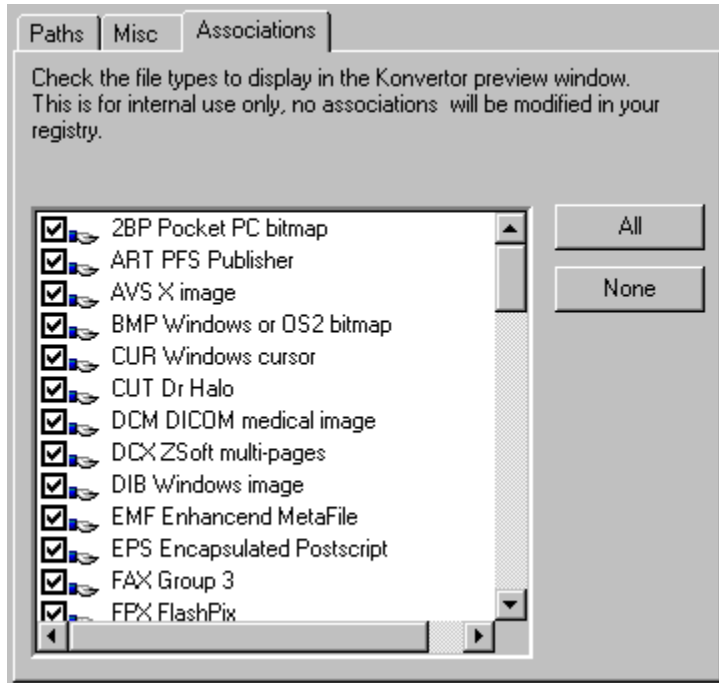 Paths Misc Associations
Check the file types to display in the Konvertor preview window.
This is for internal use only, no associations will be modified in your
registry.
2BP Pocket PC bitmap
ART PFS Publisher
AVS X image
BMP Windows or OS2 bitmap
CUR Windows cursor
CUT Dr Halo
DCM DICOM medical image
DCX ZSoft multi-pages
DIB Windows image
EMF Enhancend MetaFile
EPS Encapsulated Postscript
FAX Group 3
FPX FlashPix
All
None